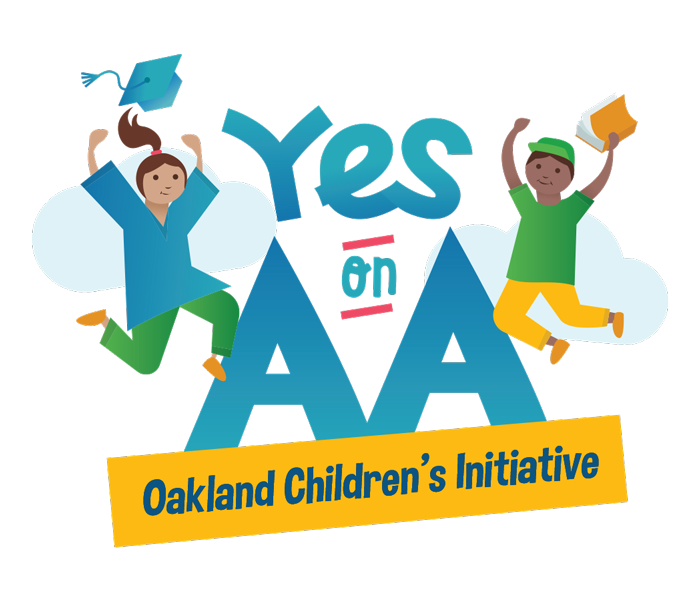 Yes
on
AA
Oakland Children's Initiative